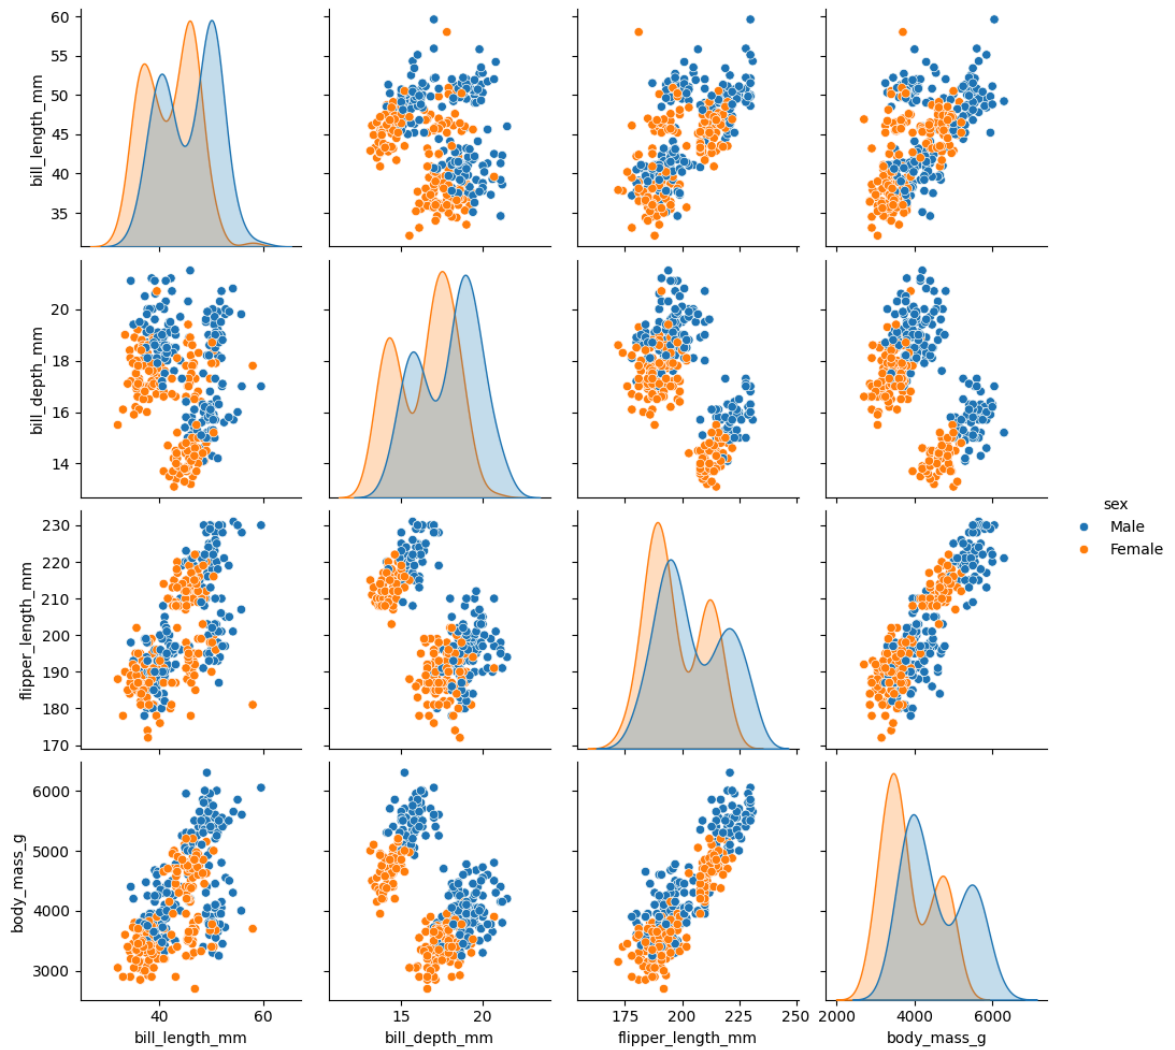 60
55
50
45
40
35
bill_length_mm
20
18
16
14
bill_depth_mm
sex
Male
Female
230
220
210
200
190
180
170
flipper_length_mm
6000
5000
4000
3000
body_mass_g
40 60
15 20
175 200 225 250
2000 4000 6000
bill_length_mm bill_depth_mm flipper_length_mm body_mass_g